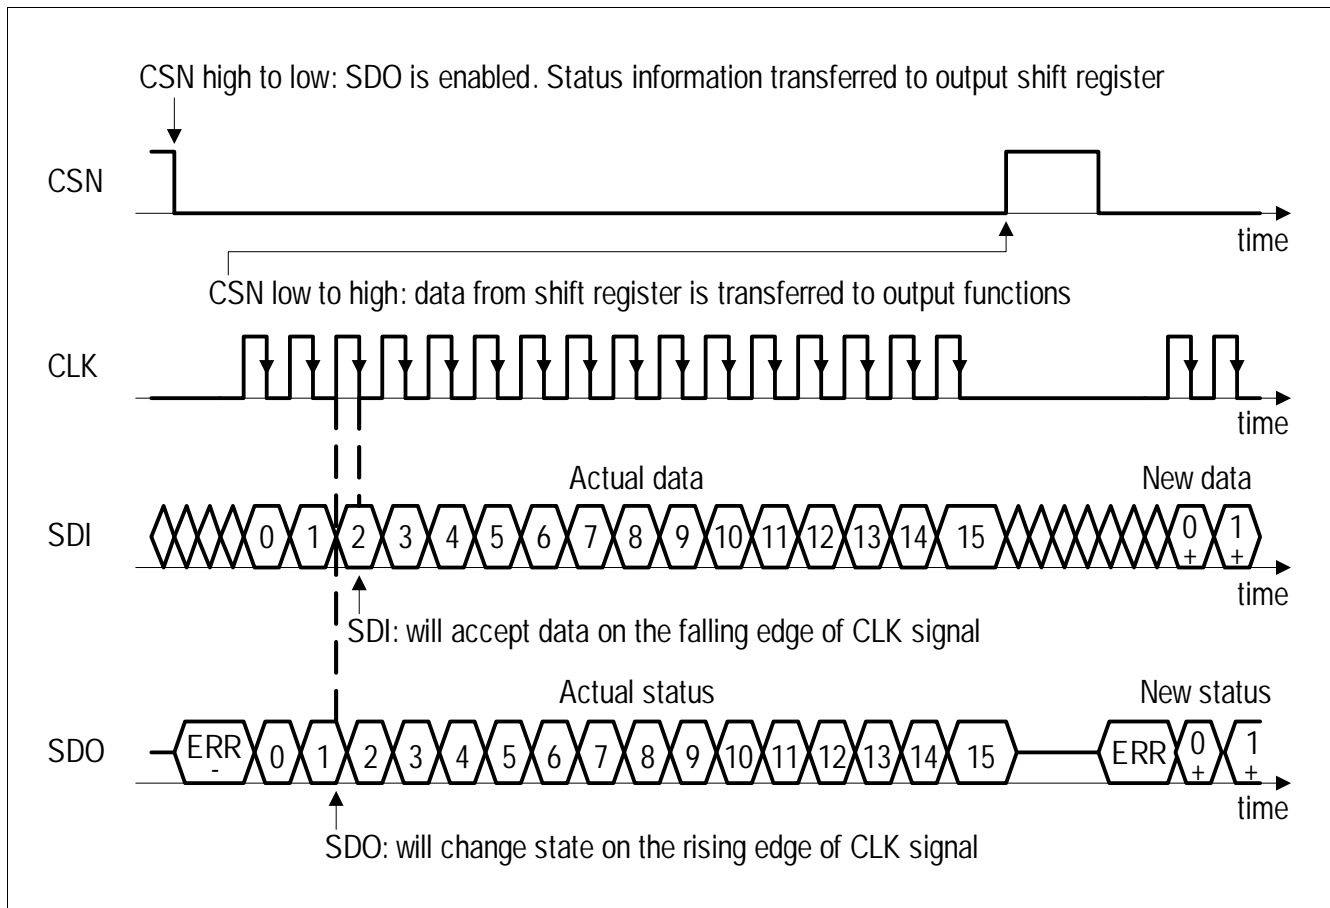 CSN high to low: SDO is enabled. Status information transferred to output shift register
CSN
time
CSN low to high: data from shift register is transferred to output functions
CLK
time
Actual data
New data
SDI
0 1 2 3 4 5 6 7 8 9 10 11 12 13 14 15 0 1
+ +
time
SDI: will accept data on the falling edge of CLK signal
Actual status
New status
SDO
ERR 0 1 2 3 4 5 6 7 8 9 10 11 12 13 14 15 ERR 0 1
- + +
time
SDO: will change state on the rising edge of CLK signal